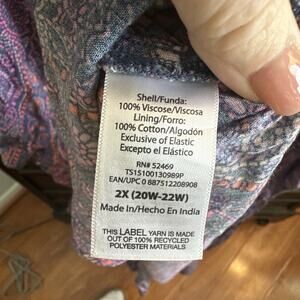 Shell/Funda:
100% Viscose/Viscosa
Lining/Forro:
100% Cotton/Algodón
Exclusive of Elastic
Excepto el Elástico
RN# 52469
TS15100130989P
EAN/UPC 0 887512208908
2X (20W-22W)
Made In/Hecho En India
THIS LABEL YARN IS MADE
OUT OF 100% RECYCLED
POLYESTER MATERIALS